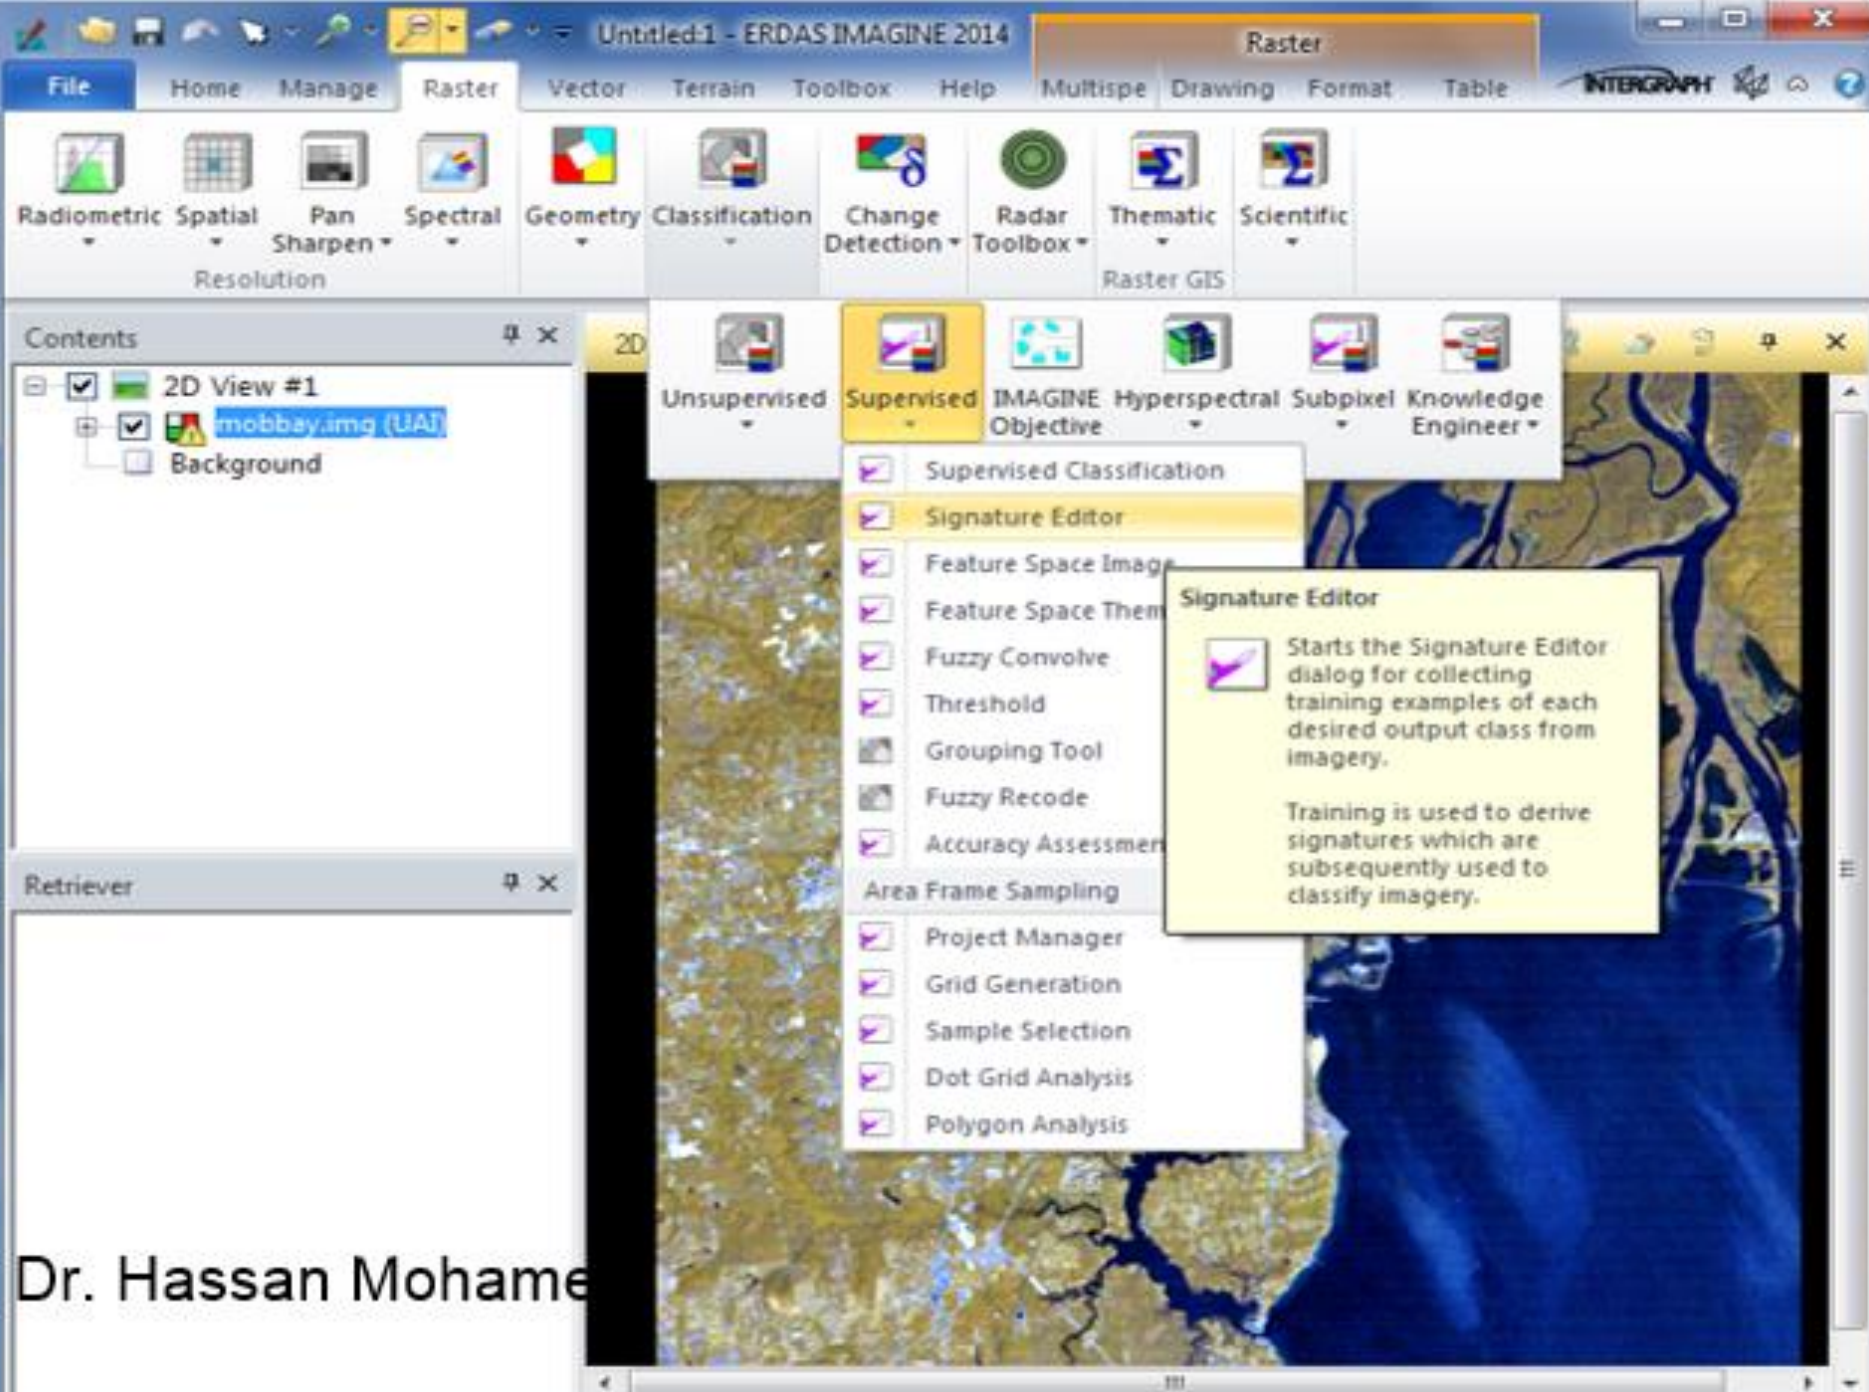 Untitled:1 - ERDAS IMAGINE 2014
Raster
File Home Manage Raster Vector Terrain Toolbox Help Multispe Drawing Format Table INTERGRAPH
Radiometric Spatial Pan Sharpen Spectral Geometry Classification Change Detection Radar Toolbox Thematic Scientific
Resolution Raster GIS
Contents
2D
2D View #1
mobbay.img (UAI)
Background
Unsupervised Supervised IMAGINE Objective Hyperspectral Subpixel Knowledge Engineer
Supervised Classification
Signature Editor
Feature Space Image
Feature Space Them
Fuzzy Convolve
Threshold
Grouping Tool
Fuzzy Recode
Accuracy Assessmen
Area Frame Sampling
Project Manager
Grid Generation
Sample Selection
Dot Grid Analysis
Polygon Analysis
Signature Editor
Starts the Signature Editor
dialog for collecting
training examples of each
desired output class from
imagery.
Training is used to derive
signatures which are
subsequently used to
classify imagery.
Retriever
Dr. Hassan Mohame